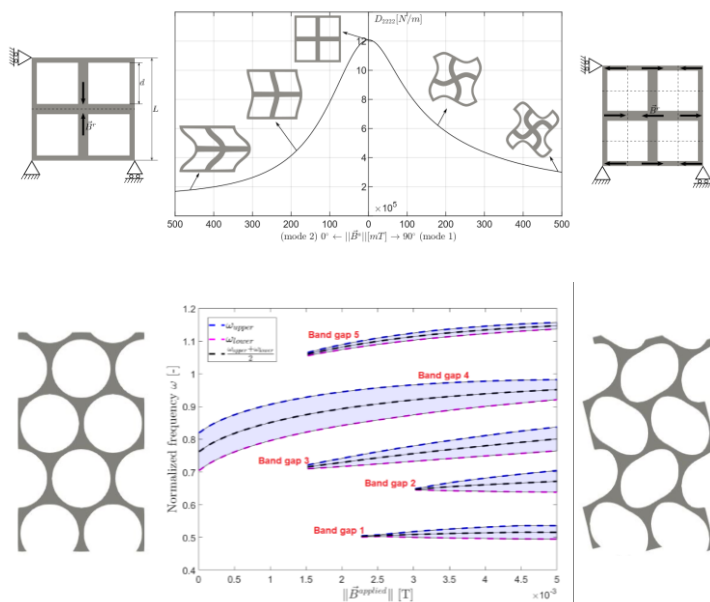 D₂₂₂₂[N/m]
12
10
8
6
4
2
×10⁵
500 400 300 200 100 0 100 200 300 400 500
(mode 2) 0° ← ||B⃗ᵃ||[mT] → 90° (mode 1)
d
L
B⃗ʳ
B⃗ʳ
1.2
1.1
1
0.9
0.8
0.7
0.6
0.5
0.4
Normalized frequency ω [-]
ω_upper
ω_lower
(ω_upper+ω_lower)/2
Band gap 5
Band gap 4
Band gap 3
Band gap 2
Band gap 1
0 0.5 1 1.5 2 2.5 3 3.5 4 4.5 5
×10⁻³
||B⃗ᵃᵖᵖˡⁱᵉᵈ|| [T]